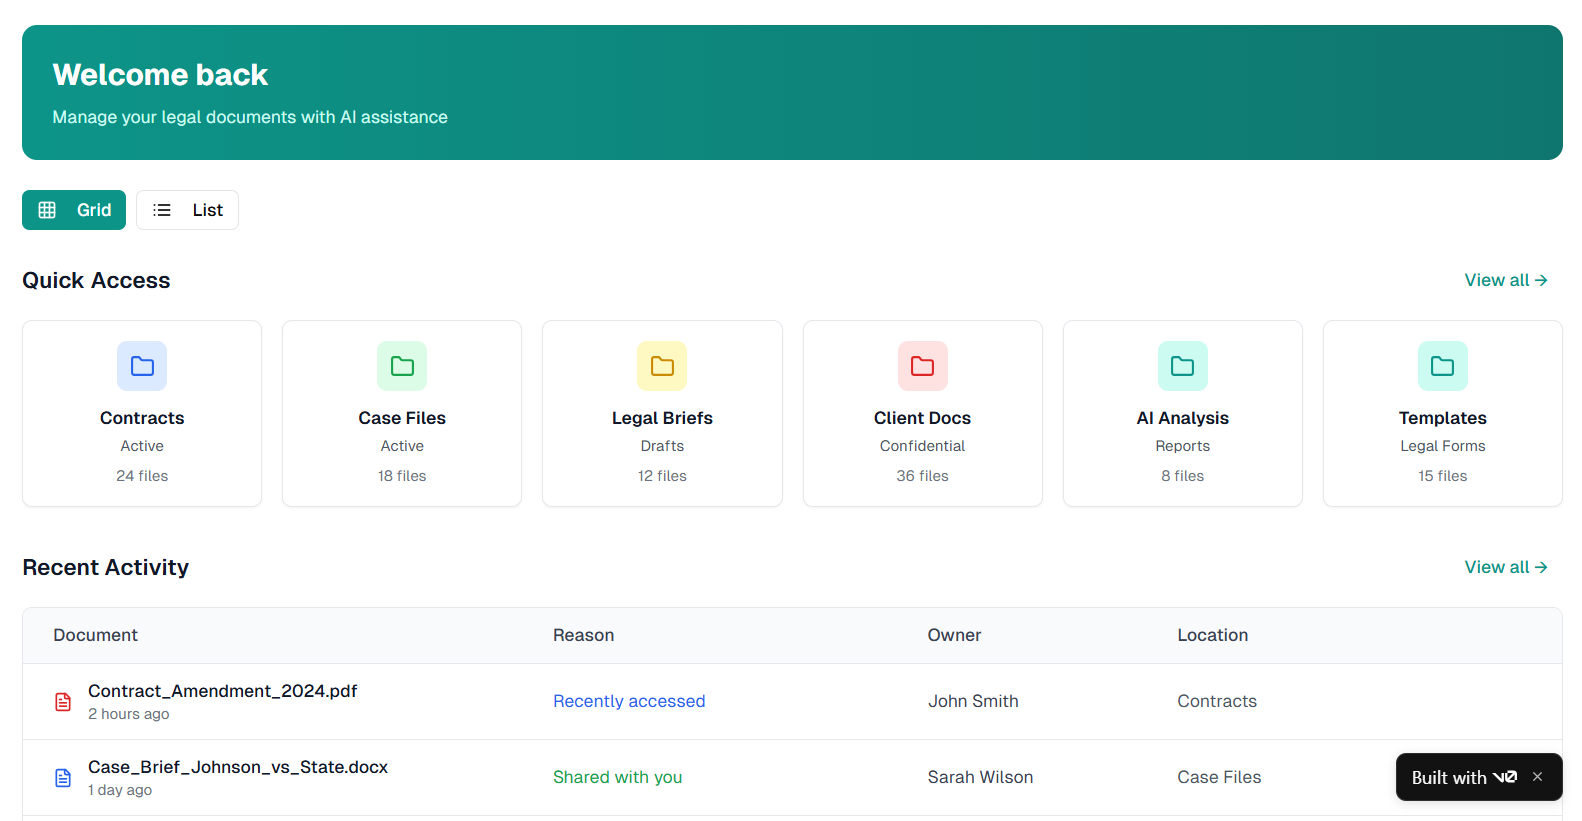 Welcome back
Manage your legal documents with AI assistance
Grid
List
Quick Access
View all →
Contracts
Active
24 files
Case Files
Active
18 files
Legal Briefs
Drafts
12 files
Client Docs
Confidential
36 files
AI Analysis
Reports
8 files
Templates
Legal Forms
15 files
Recent Activity
View all →
Document Reason Owner Location
Contract_Amendment_2024.pdf
2 hours ago
Recently accessed
John Smith
Contracts
Case_Brief_Johnson_vs_State.docx
1 day ago
Shared with you
Sarah Wilson
Case Files
Built with v0